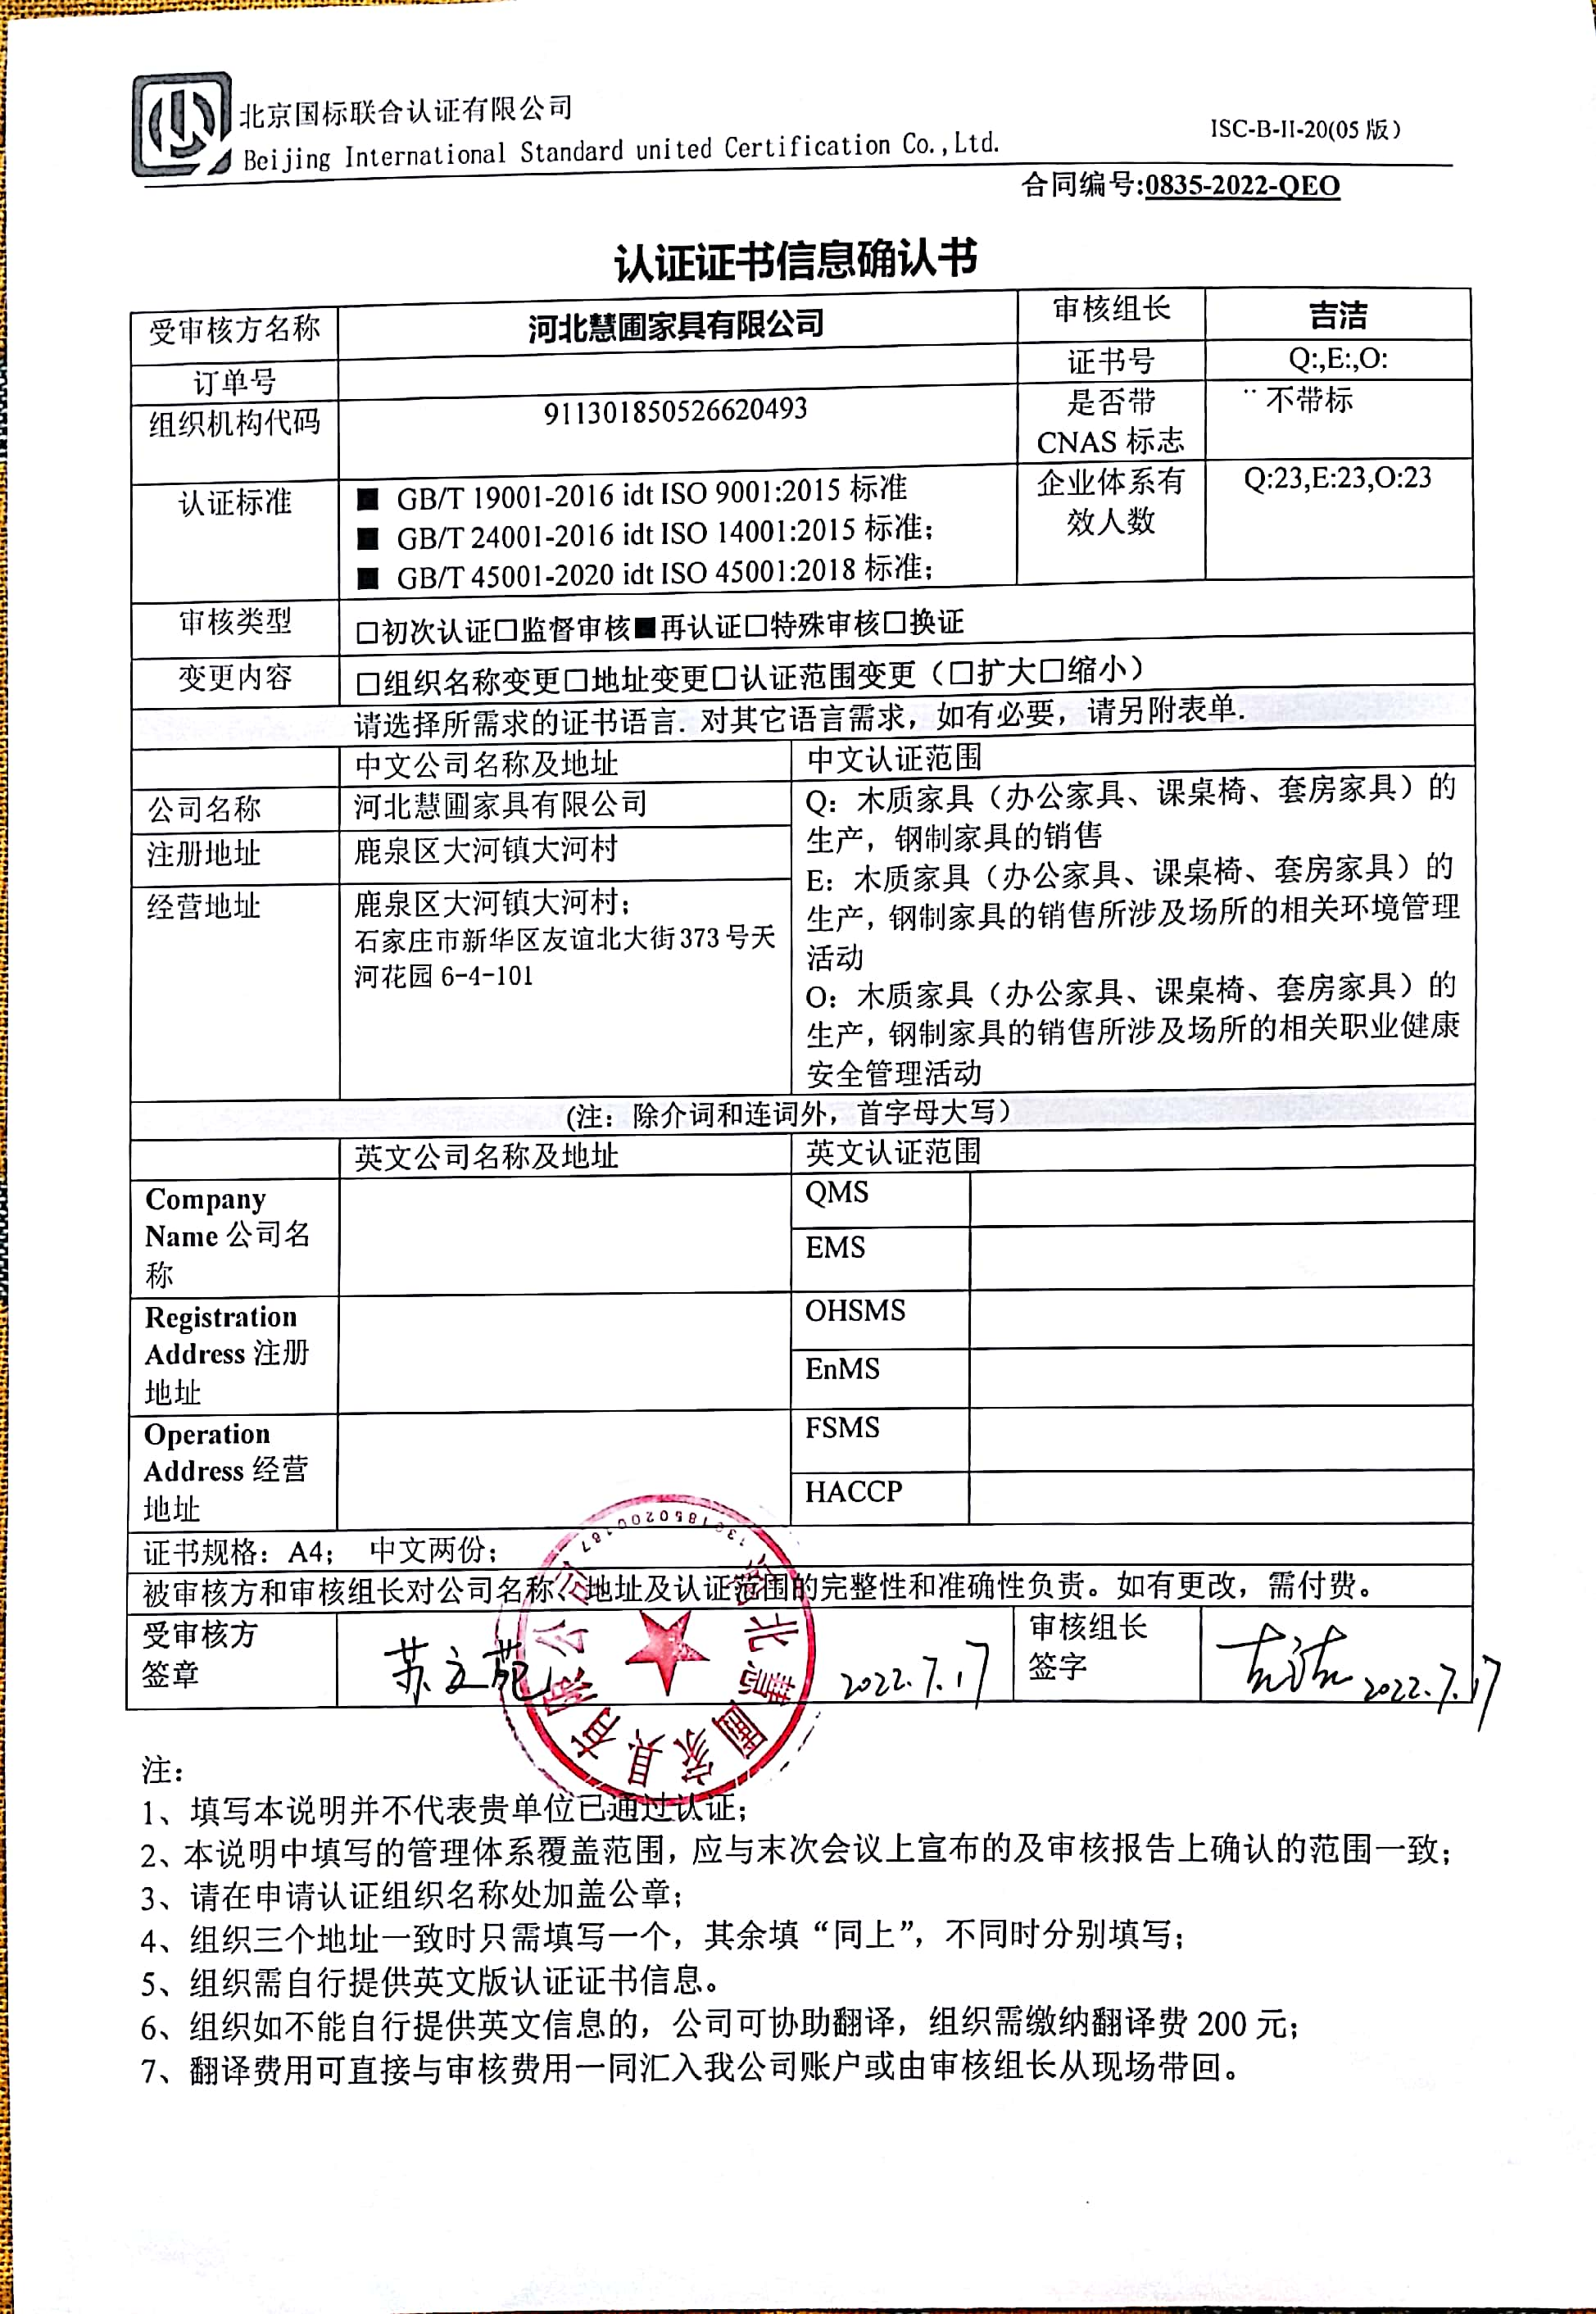 北京国标联合认证有限公司
Beijing International Standard united Certification Co.,Ltd.
ISC-B-II-20(05 版)
合同编号:0835-2022-QEO
认证证书信息确认书
受审核方名称 河北慧圃家具有限公司 审核组长 吉洁
订单号 证书号 Q:,E:,O:
组织机构代码 911301850526620493 是否带
CNAS 标志 ¨ 不带标
认证标准 ■ GB/T 19001-2016 idt ISO 9001:2015 标准
■ GB/T 24001-2016 idt ISO 14001:2015 标准;
■ GB/T 45001-2020 idt ISO 45001:2018 标准;
企业体系有
效人数 Q:23,E:23,O:23
审核类型 □初次认证□监督审核■再认证□特殊审核□换证
变更内容 □组织名称变更□地址变更□认证范围变更（□扩大□缩小）
请选择所需求的证书语言. 对其它语言需求，如有必要，请另附表单.
中文公司名称及地址 中文认证范围
公司名称 河北慧圃家具有限公司
注册地址 鹿泉区大河镇大河村
经营地址 鹿泉区大河镇大河村;
石家庄市新华区友谊北大街373号天
河花园 6-4-101
Q：木质家具（办公家具、课桌椅、套房家具）的
生产，钢制家具的销售
E：木质家具（办公家具、课桌椅、套房家具）的
生产，钢制家具的销售所涉及场所的相关环境管理
活动
O：木质家具（办公家具、课桌椅、套房家具）的
生产，钢制家具的销售所涉及场所的相关职业健康
安全管理活动
(注：除介词和连词外，首字母大写)
英文公司名称及地址 英文认证范围
Company
Name 公司名
称
QMS
EMS
Registration
Address 注册
地址
OHSMS
EnMS
Operation
Address 经营
地址
FSMS
HACCP
证书规格：A4； 中文两份；
被审核方和审核组长对公司名称、地址及认证范围的完整性和准确性负责。如有更改，需付费。
受审核方
签章
苏立苑 2022.7.17
审核组长
签字
吉洁 2022.7.17
河北慧圃家具有限公司
注：
1、填写本说明并不代表贵单位已通过认证；
2、本说明中填写的管理体系覆盖范围，应与末次会议上宣布的及审核报告上确认的范围一致；
3、请在申请认证组织名称处加盖公章；
4、组织三个地址一致时只需填写一个，其余填“同上”，不同时分别填写；
5、组织需自行提供英文版认证证书信息。
6、组织如不能自行提供英文信息的，公司可协助翻译，组织需缴纳翻译费 200 元；
7、翻译费用可直接与审核费用一同汇入我公司账户或由审核组长从现场带回。